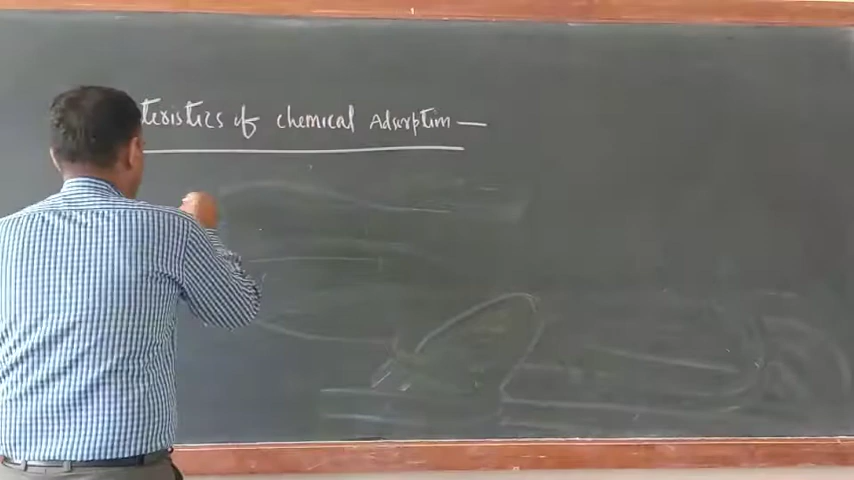 teristics of chemical Adsorption —